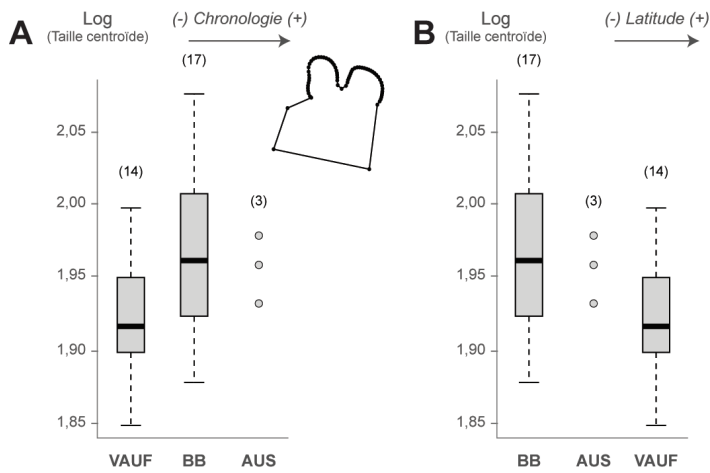 A
Log
(Taille centroïde)
(-) Chronologie (+)
(17)
(14)
(3)
2,05
2,00
1,95
1,90
1,85
VAUF BB AUS
B
Log
(Taille centroïde)
(-) Latitude (+)
(17)
(3)
(14)
2,05
2,00
1,95
1,90
1,85
BB AUS VAUF